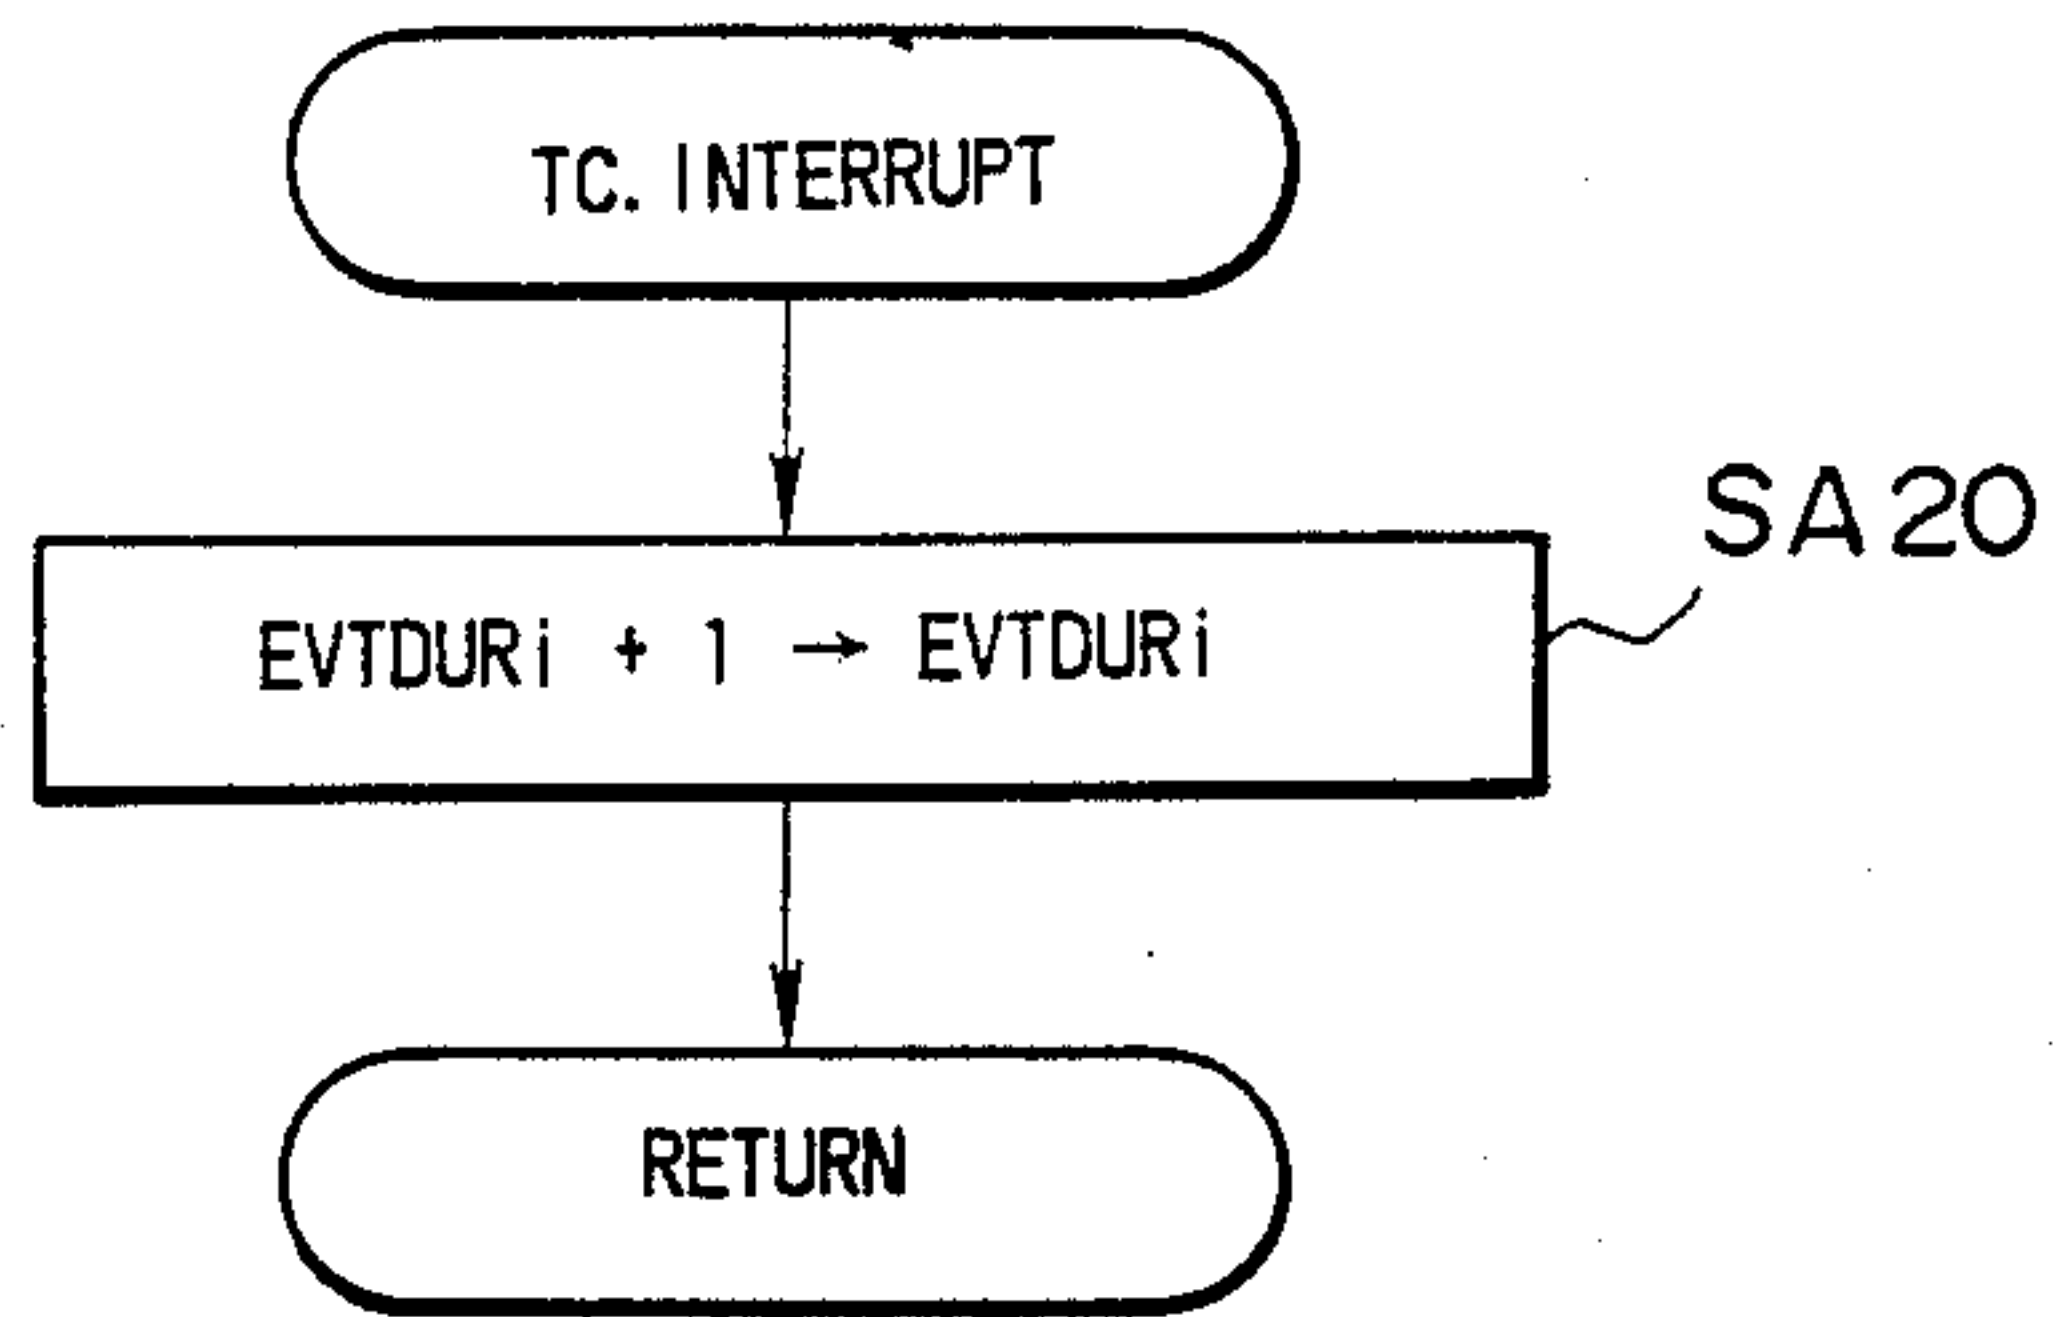 TC. INTERRUPT
SA20
EVTDURi + 1 → EVTDURi
RETURN